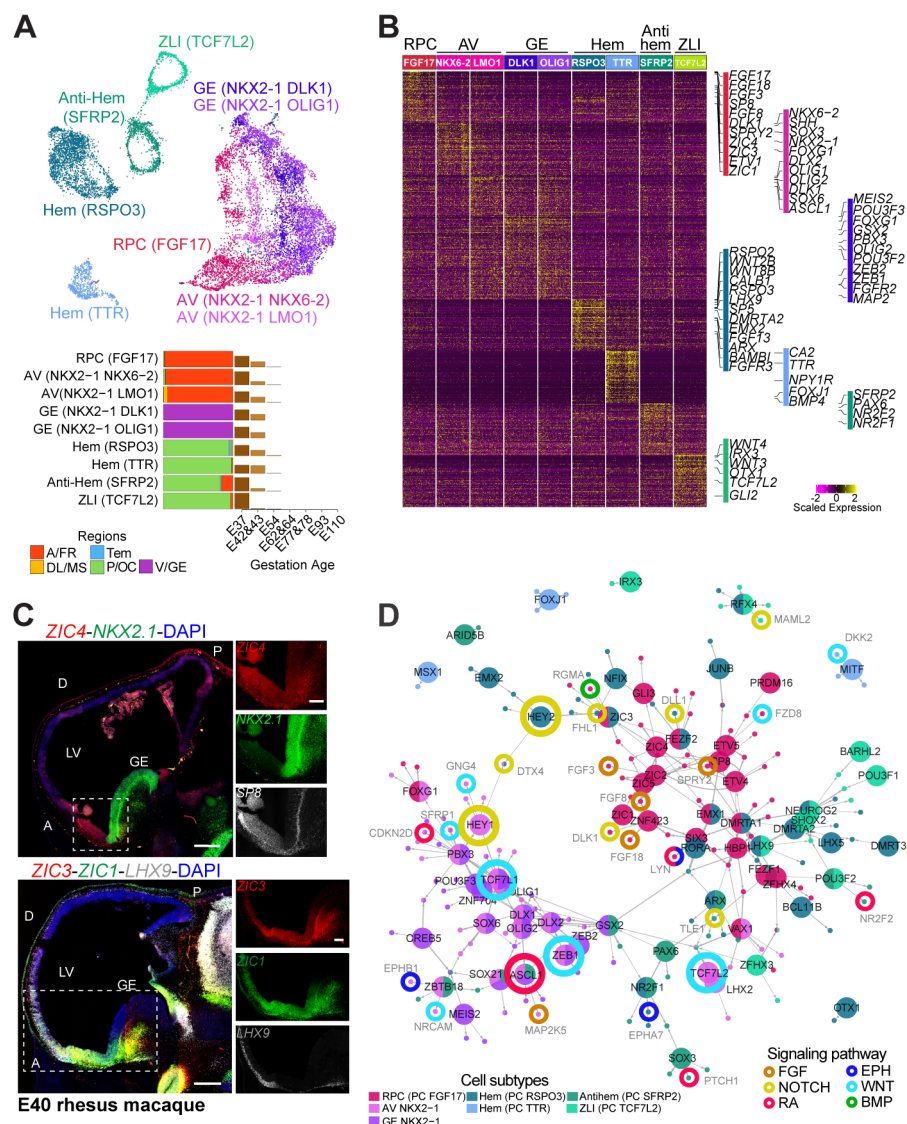 A
ZLI (TCF7L2)
Anti-Hem
(SFRP2)
GE (NKX2-1 DLK1)
GE (NKX2-1 OLIG1)
Hem (RSPO3)
RPC (FGF17)
Hem (TTR)
AV (NKX2-1 NKX6-2)
AV (NKX2-1 LMO1)
RPC (FGF17)
AV (NKX2−1 NKX6−2)
AV(NKX2−1 LMO1)
GE (NKX2−1 DLK1)
GE (NKX2−1 OLIG1)
Hem (RSPO3)
Hem (TTR)
Anti-Hem (SFRP2)
ZLI (TCF7L2)
E37
E42&43
E54
E62&64
E77&78
E93
E110
Regions
A/FR
Tem
DL/MS
P/OC
V/GE
Gestation Age
B
RPC
AV
GE
Hem
Anti
hem
ZLI
FGF17
NKX6-2
LMO1
DLK1
OLIG1
RSPO3
TTR
SFRP2
TCF7L2
FGF17
FGF18
FGF3
SP8
FGF8
DLK1
SPRY2
ZIC4
ZIC3
ETV1
ZIC1
NKX6−2
SHH
SOX3
NKX2−1
FOXG1
DLX2
OLIG1
OLIG2
DLK1
SOX6
ASCL1
MEIS2
POU3F3
FOXG1
GSX2
PBX3
OLIG2
POU3F2
ZEB2
ZEB1
FGFR2
MAP2
RSPO2
WNT2B
WNT8B
CALB1
RSPO3
LHX9
SP5
DMRTA2
EMX2
FGF13
ARX
BAMBI
FGFR3
CA2
TTR
NPY1R
FOXJ1
BMP4
SFRP2
PAX6
NR2F2
NR2F1
WNT4
IRX3
WNT3
OTX1
TCF7L2
GLI2
-2 0 2
Scaled Expression
C
ZIC4-NKX2.1-DAPI
P
D
LV
GE
A
ZIC4
NKX2.1
SP8
ZIC3-ZIC1-LHX9-DAPI
P
D
LV
GE
A
ZIC3
ZIC1
LHX9
E40 rhesus macaque
D
IRX3
FOXJ1
RFX4
MAML2
ARID5B
DKK2
MSX1
EMX2
RGMA
NFIX
JUNB
MITF
GLI3
PRDM16
HEY2
ZIC3
DLL1
FHL1
FEZF2
FZD8
ZIC4
ETV5
SP8
BARHL2
DTX4
FGF3
ZIC2
SPRY2
ETV4
POU3F1
GNG4
ZIC5
FOXG1
FGF8
NEUROG2
SFRP1
HEY1
ZIC1
EMX1
DMRTA1
SHOX2
CDKN2D
DLK1
ZNF423
SIX3
DMRTA2
PBX3
FGF18
RORA
HBP1
LHX9
LHX5
DMRT3
TCF7L1
LYN
FEZF1
POU3F3
OLIG1
ZFHX4
POU3F2
ZNF704
ARX
BCL11B
NR2F2
DLX1
SOX6
OLIG2
DLX2
GSX2
TLE1
VAX1
CREB5
ZEB2
ZEB1
PAX6
ZFHX3
EPHB1
SOX21
ASCL1
TCF7L2
ZBTB18
NR2F1
LHX2
NRCAM
MEIS2
MAP2K5
EPHA7
OTX1
SOX3
PTCH1
Cell subtypes
RPC (PC FGF17)
Hem (PC RSPO3)
Antihem (PC SFRP2)
AV NKX2-1
Hem (PC TTR)
ZLI (PC TCF7L2)
GE NKX2-1
Signaling pathway
FGF
EPH
NOTCH
WNT
RA
BMP